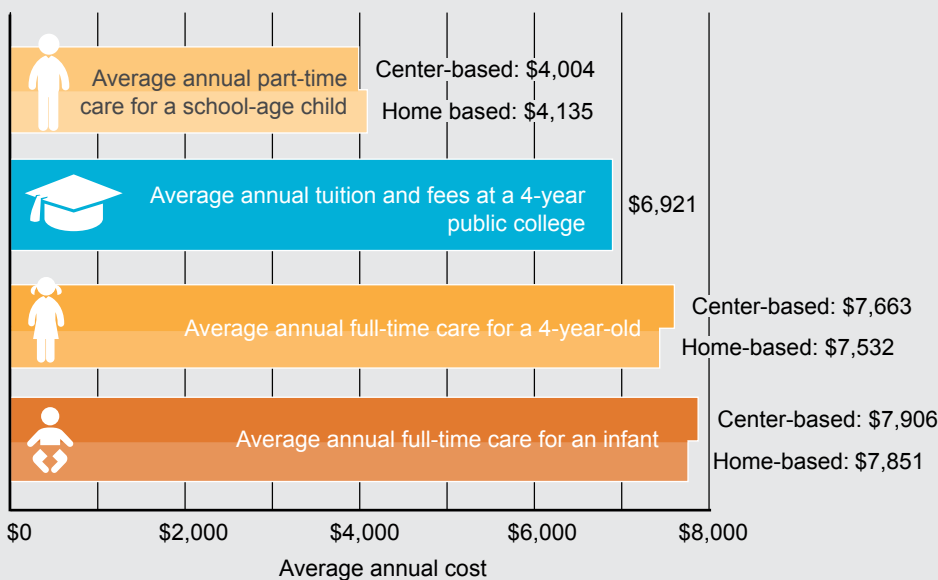 Average annual part-time
care for a school-age child
Center-based: $4,004
Home based: $4,135
Average annual tuition and fees at a 4-year
public college
$6,921
Average annual full-time care for a 4-year-old
Center-based: $7,663
Home-based: $7,532
Average annual full-time care for an infant
Center-based: $7,906
Home-based: $7,851
$0 $2,000 $4,000 $6,000 $8,000
Average annual cost